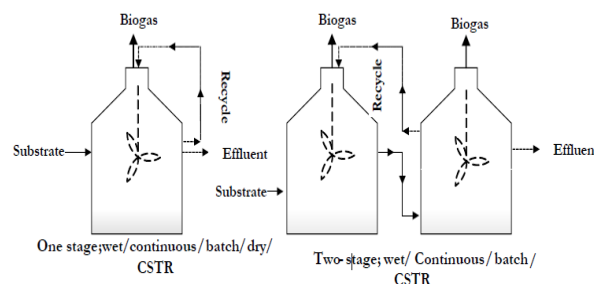 Biogas
Recycle
Substrate
Effluent
One stage;wet/continuous/batch/dry/
CSTR
Biogas
Biogas
Recycle
Substrate
Effluen
Two-stage; wet/ Continuous/batch/
CSTR